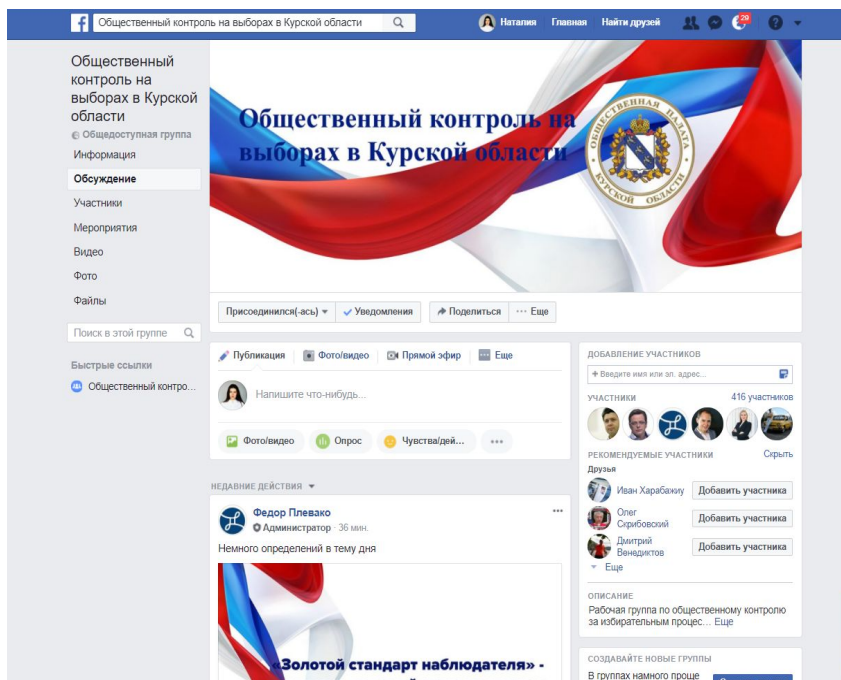 Общественный контроль на выборах в Курской области
Наталия Главная Найти друзей 29
Общественный
контроль на
выборах в Курской
области
Общедоступная группа
Информация
Обсуждение
Участники
Мероприятия
Видео
Фото
Файлы
Поиск в этой группе
Быстрые ссылки
Общественный контро...
Общественный контроль на
выборах в Курской области
ОБЩЕСТВЕННАЯ ПАЛАТА
КУРСКОЙ ОБЛАСТИ
Присоединился(-ась) Уведомления Поделиться Еще
Публикация Фото/видео Прямой эфир Еще
Напишите что-нибудь...
Фото/видео Опрос Чувства/дей...
НЕДАВНИЕ ДЕЙСТВИЯ
Федор Плевако
Администратор · 36 мин.
Немного определений в тему дня
«Золотой стандарт наблюдателя» -
ДОБАВЛЕНИЕ УЧАСТНИКОВ
+ Введите имя или эл. адрес...
УЧАСТНИКИ 416 участников
РЕКОМЕНДУЕМЫЕ УЧАСТНИКИ Скрыть
Друзья
Иван Харабажиу Добавить участника
Олег
Скрибовский Добавить участника
Дмитрий
Венедиктов Добавить участника
Еще
ОПИСАНИЕ
Рабочая группа по общественному контролю
за избирательным процес... Еще
СОЗДАВАЙТЕ НОВЫЕ ГРУППЫ
В группах намного проще